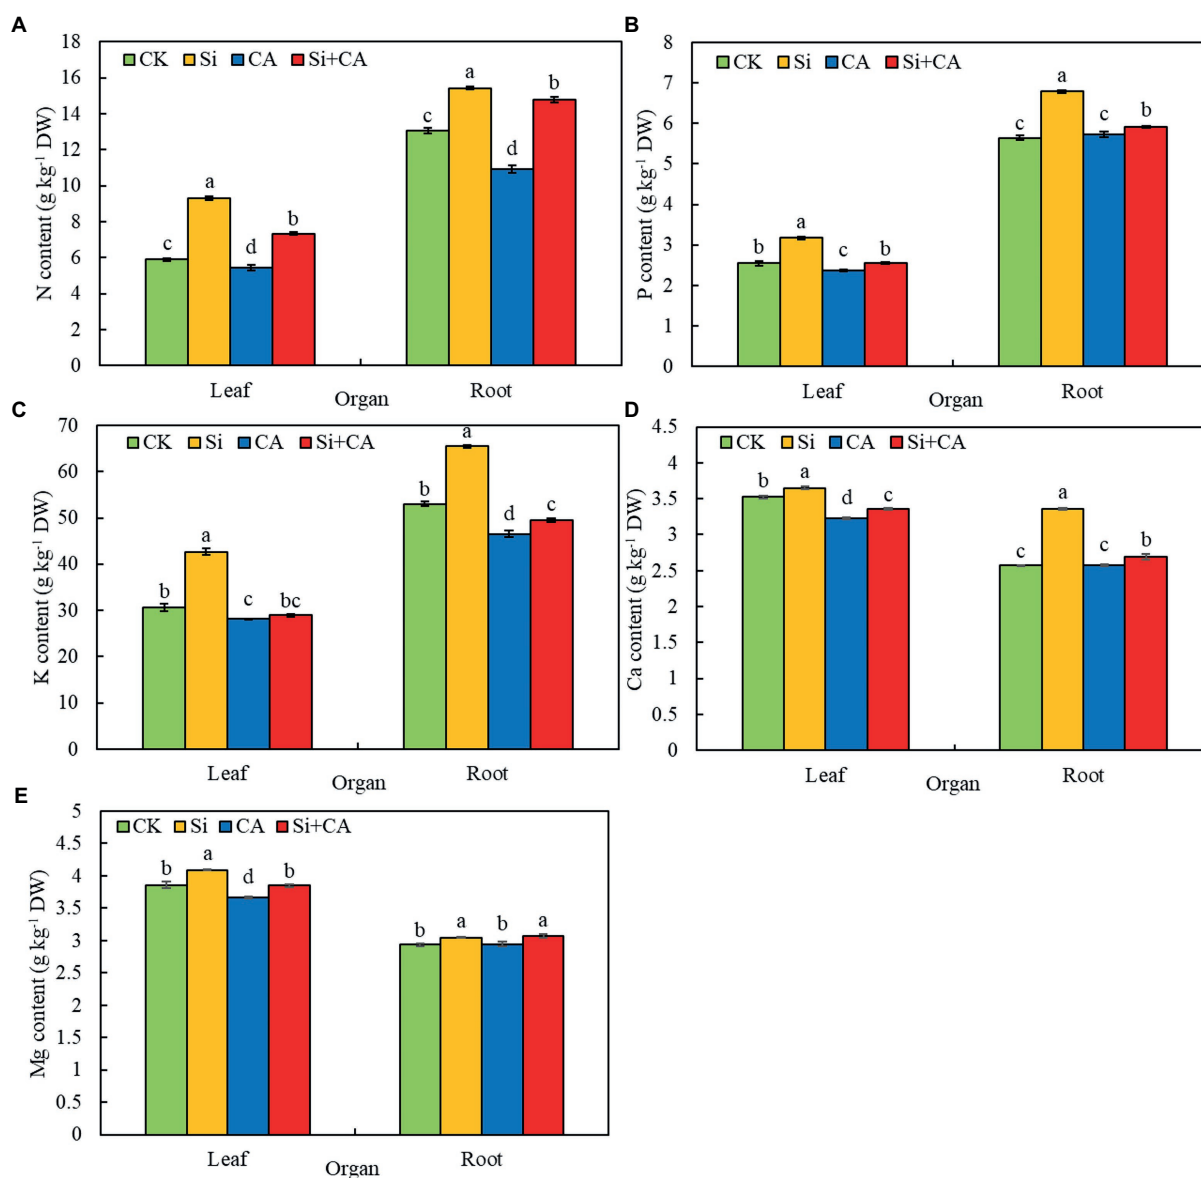 A
N content (g kg-1 DW)
18
16
14
12
10
8
6
4
2
0
CK Si CA Si+CA
c a d b
c a d b
Leaf Root
Organ
B
P content (g kg-1 DW)
8
7
6
5
4
3
2
1
0
CK Si CA Si+CA
b a c b
c a c b
Leaf Root
Organ
C
K content (g kg-1 DW)
70
60
50
40
30
20
10
0
CK Si CA Si+CA
b a c bc
b a d c
Leaf Root
Organ
D
Ca content (g kg-1 DW)
4.5
4
3.5
3
2.5
2
1.5
1
0.5
0
CK Si CA Si+CA
b a d c
c a c b
Leaf Root
Organ
E
Mg content (g kg-1 DW)
5
4.5
4
3.5
3
2.5
2
1.5
1
0.5
0
CK Si CA Si+CA
b a d b
b a b a
Leaf Root
Organ